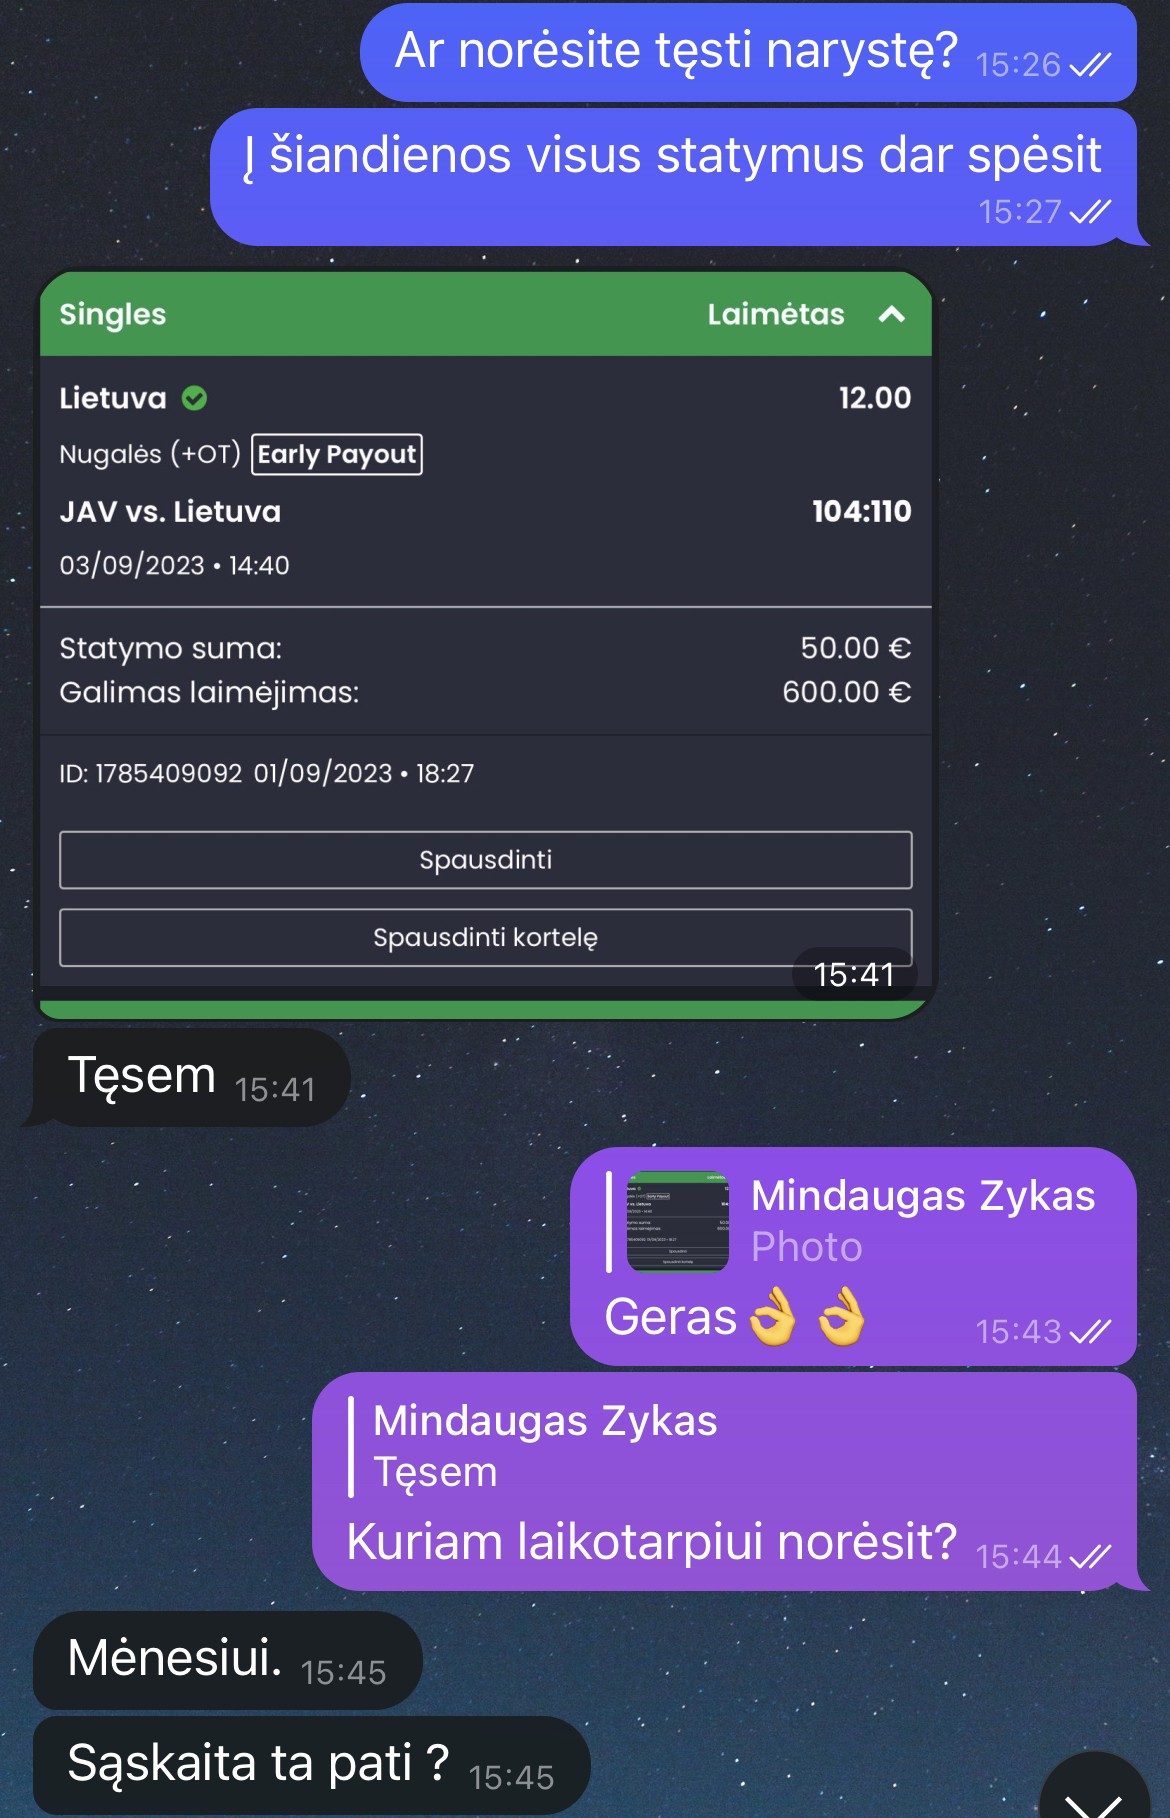 Ar norėsite tęsti narystę? 15:26
Į šiandienos visus statymus dar spėsit
15:27
Singles Laimėtas
Lietuva 12.00
Nugalės (+OT) Early Payout
JAV vs. Lietuva 104:110
03/09/2023 • 14:40
Statymo suma: 50.00 €
Galimas laimėjimas: 600.00 €
ID: 1785409092 01/09/2023 • 18:27
Spausdinti
Spausdinti kortelę
15:41
Tęsem 15:41
Mindaugas Zykas
Photo
Geras👌👌 15:43
Mindaugas Zykas
Tęsem
Kuriam laikotarpiui norėsit? 15:44
Mėnesiui. 15:45
Sąskaita ta pati ? 15:45